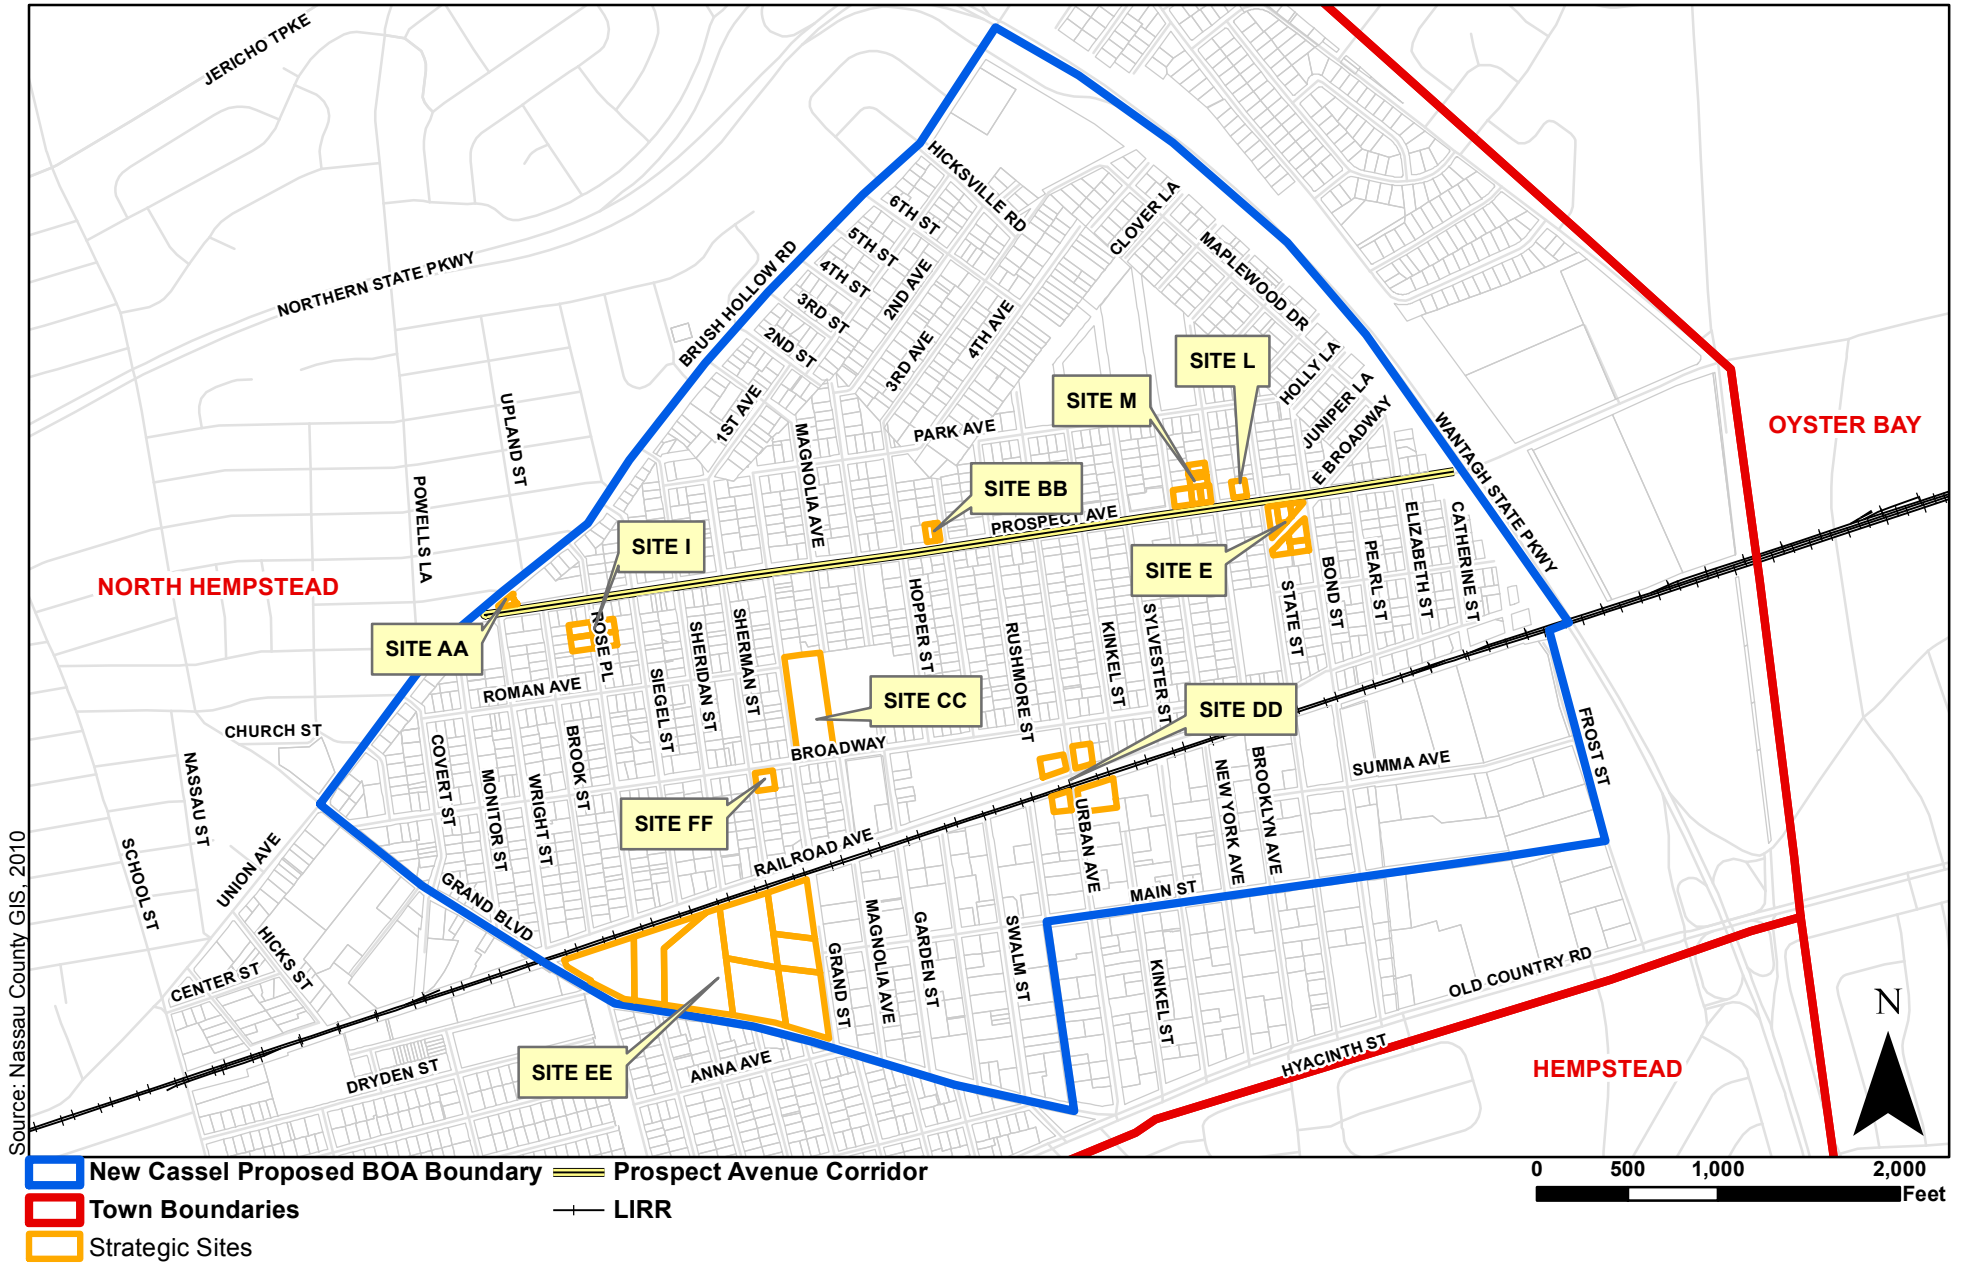 JERICHO TPKE
HICKSVILLE RD
CLOVER LA
6TH ST
5TH ST
4TH ST
3RD ST
2ND ST
2ND AVE
MAPLEWOOD DR
NORTHERN STATE PKWY
BRUSH HOLLOW RD
4TH AVE
3RD AVE
1ST AVE
SITE L
SITE M
HOLLY LA
JUNIPER LA
E BROADWAY
UPLAND ST
PARK AVE
MAGNOLIA AVE
WANTAGH STATE PKWY
OYSTER BAY
POWELLS LA
SITE BB
PROSPECT AVE
SITE I
SITE E
NORTH HEMPSTEAD
ELIZABETH ST
CATHERINE ST
PEARL ST
BOND ST
STATE ST
HOPPER ST
SHERMAN ST
SHERIDAN ST
ROSE PL
RUSHMORE ST
KINKEL ST
SYLVESTER ST
SITE AA
SIEGEL ST
ROMAN AVE
SITE CC
SITE DD
CHURCH ST
BROADWAY
FROST ST
SUMMA AVE
COVERT ST
MONITOR ST
WRIGHT ST
BROOK ST
NASSAU ST
SITE FF
NEW YORK AVE
BROOKLYN AVE
URBAN AVE
RAILROAD AVE
SCHOOL ST
UNION AVE
GRAND BLVD
MAIN ST
HICKS ST
CENTER ST
GRAND ST
MAGNOLIA AVE
GARDEN ST
SWALM ST
KINKEL ST
OLD COUNTRY RD
HYACINTH ST
DRYDEN ST
SITE EE
ANNA AVE
HEMPSTEAD
N
Source: Nassau County GIS, 2010
New Cassel Proposed BOA Boundary
Prospect Avenue Corridor
Town Boundaries
LIRR
Strategic Sites
0 500 1,000 2,000
Feet